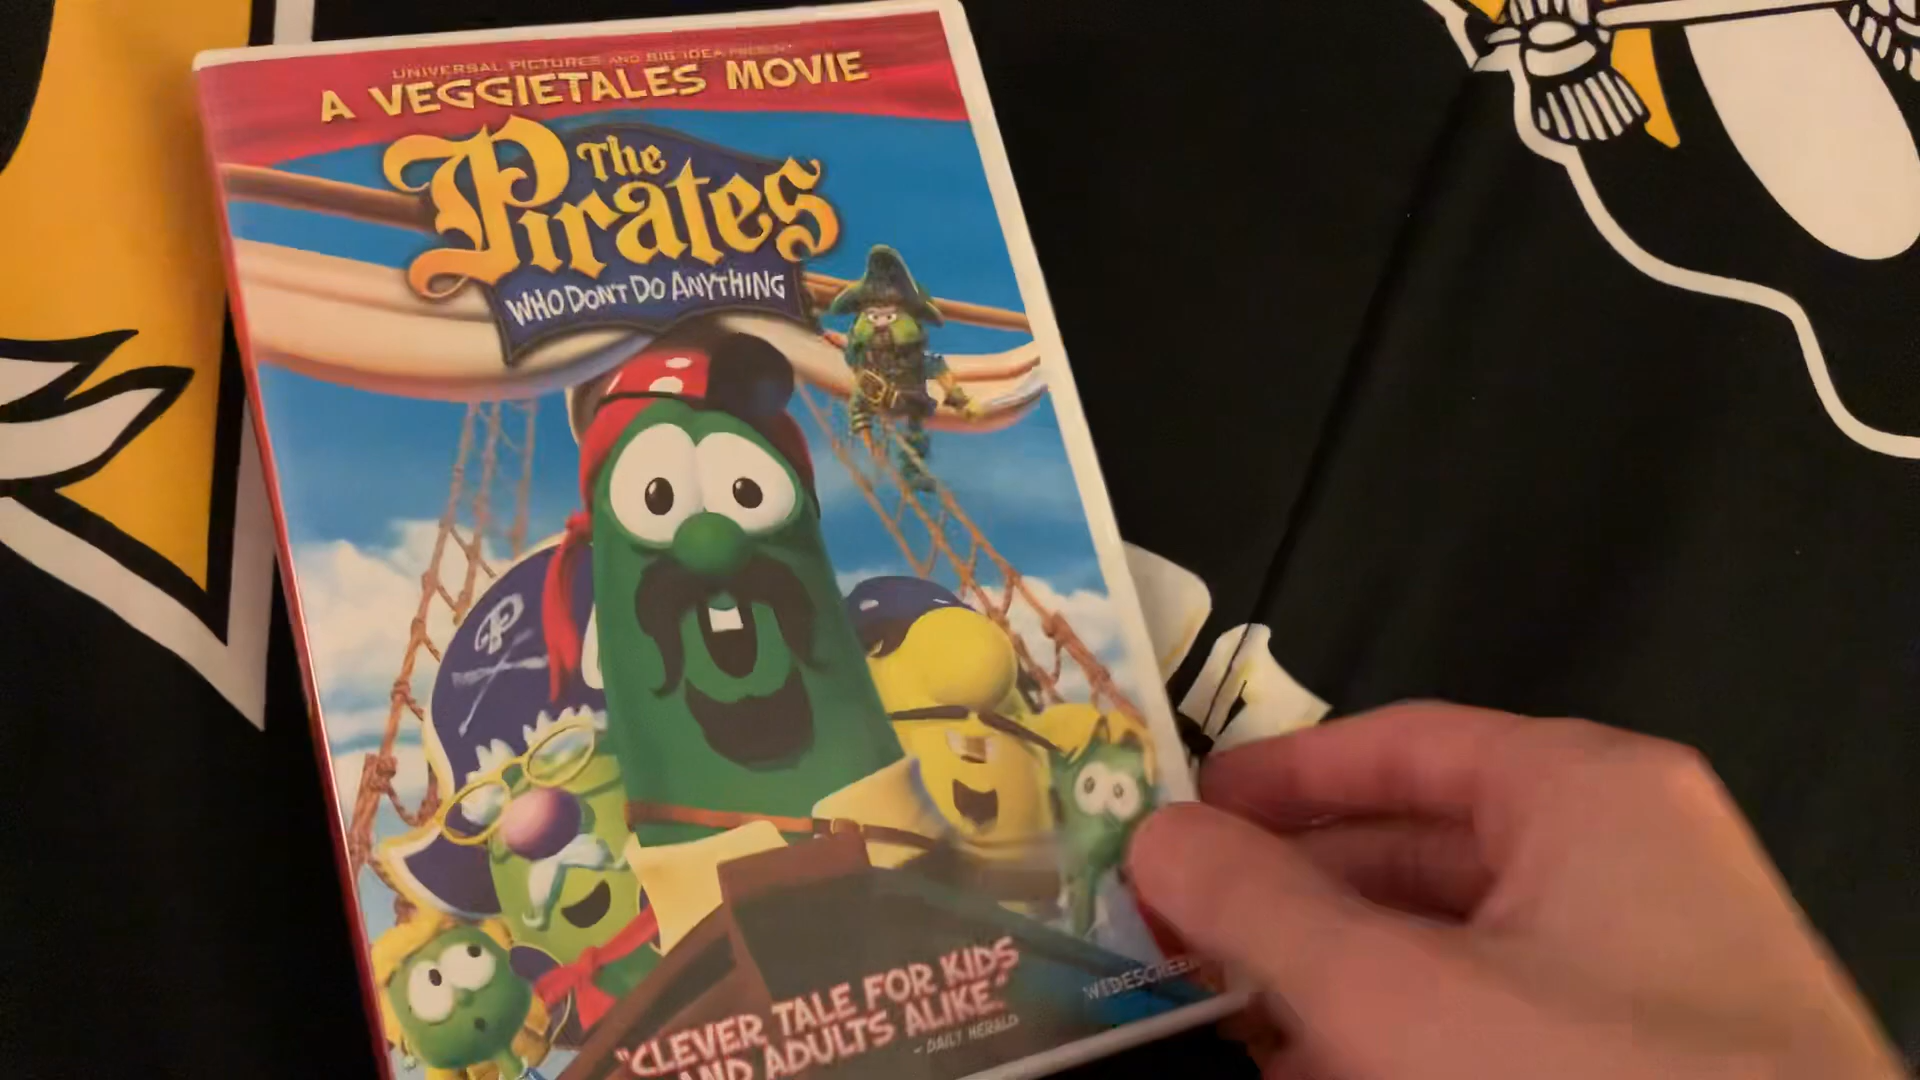 UNIVERSAL PICTURES AND BIG IDEA PRESENT
A VEGGIETALES MOVIE
The
Pirates
WHO DON'T DO ANYTHING
P
"CLEVER TALE FOR KIDS
AND ADULTS ALIKE."
- DAILY HERALD
WIDESCREEN